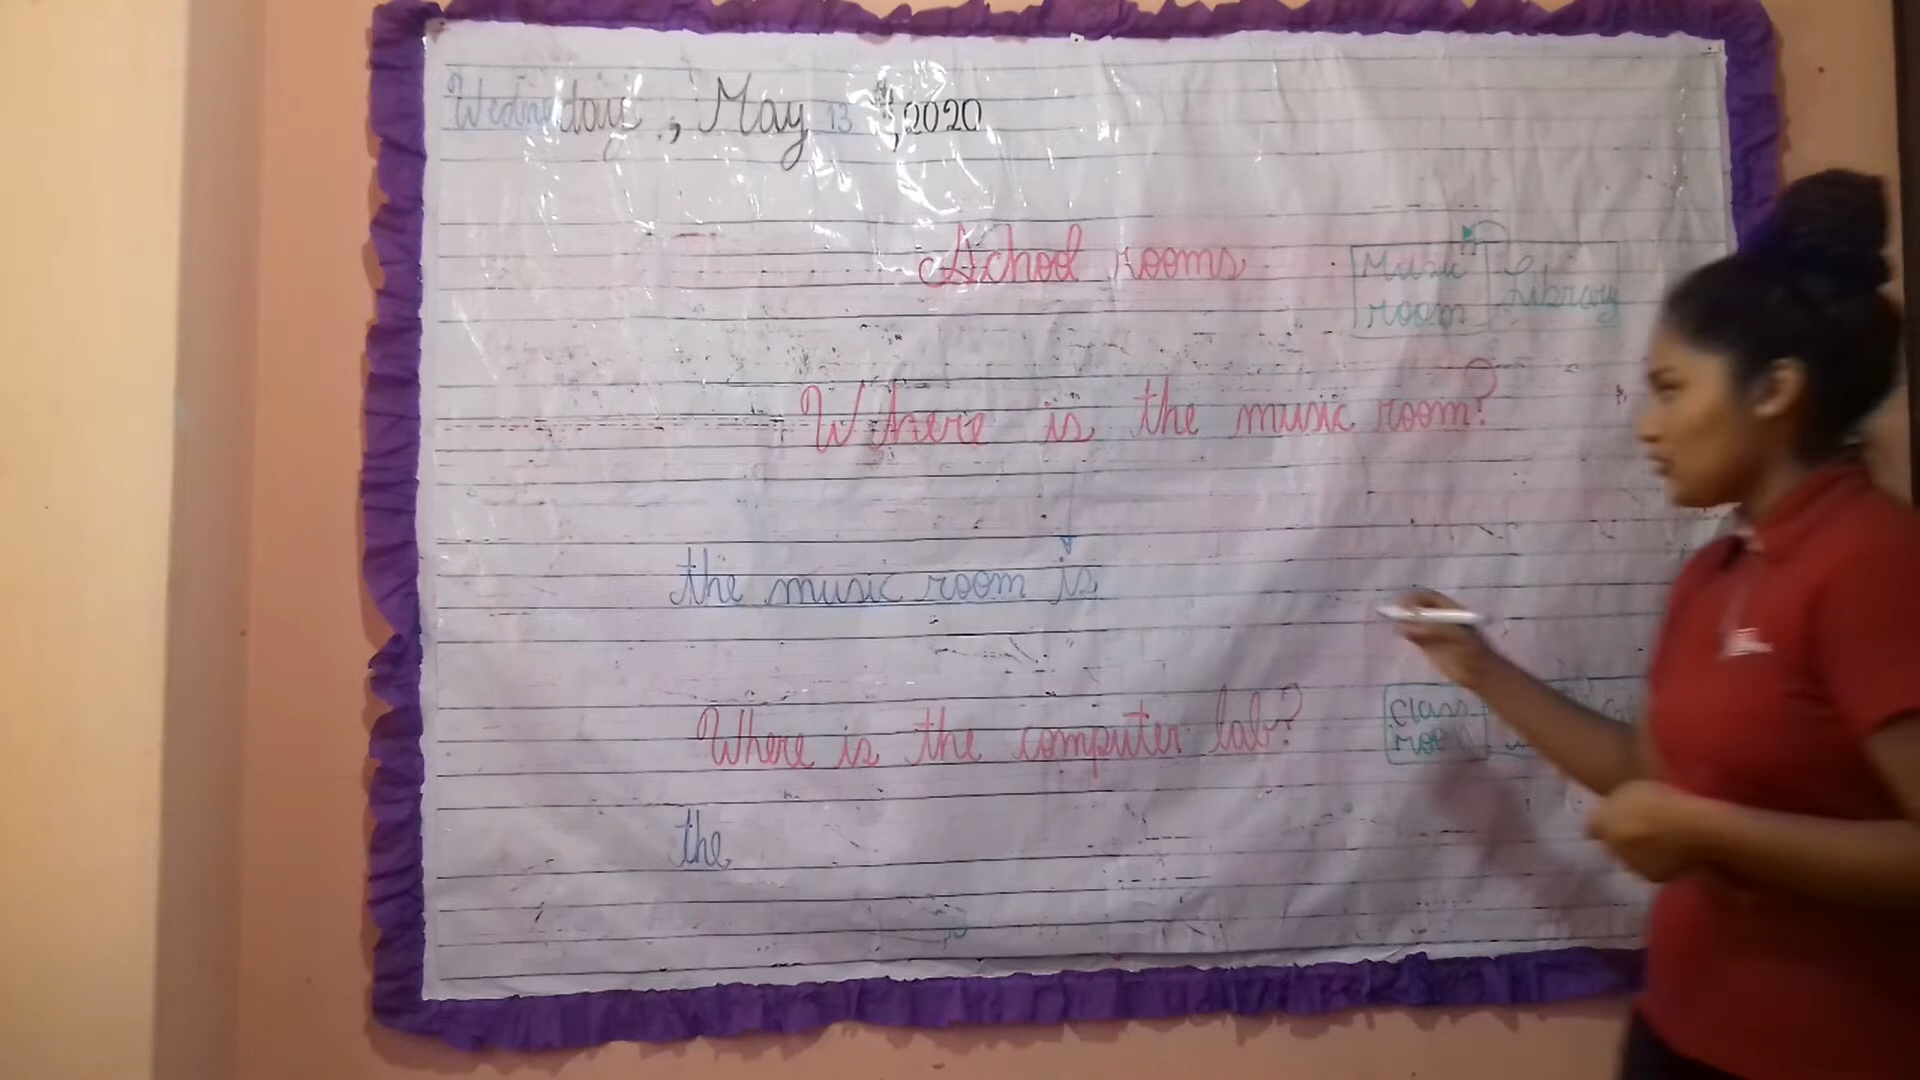 Wednesday, May 13 th, 2020
School rooms
Music room
Library
Where is the music room?
the music room is
Where is the computer lab?
class room
the